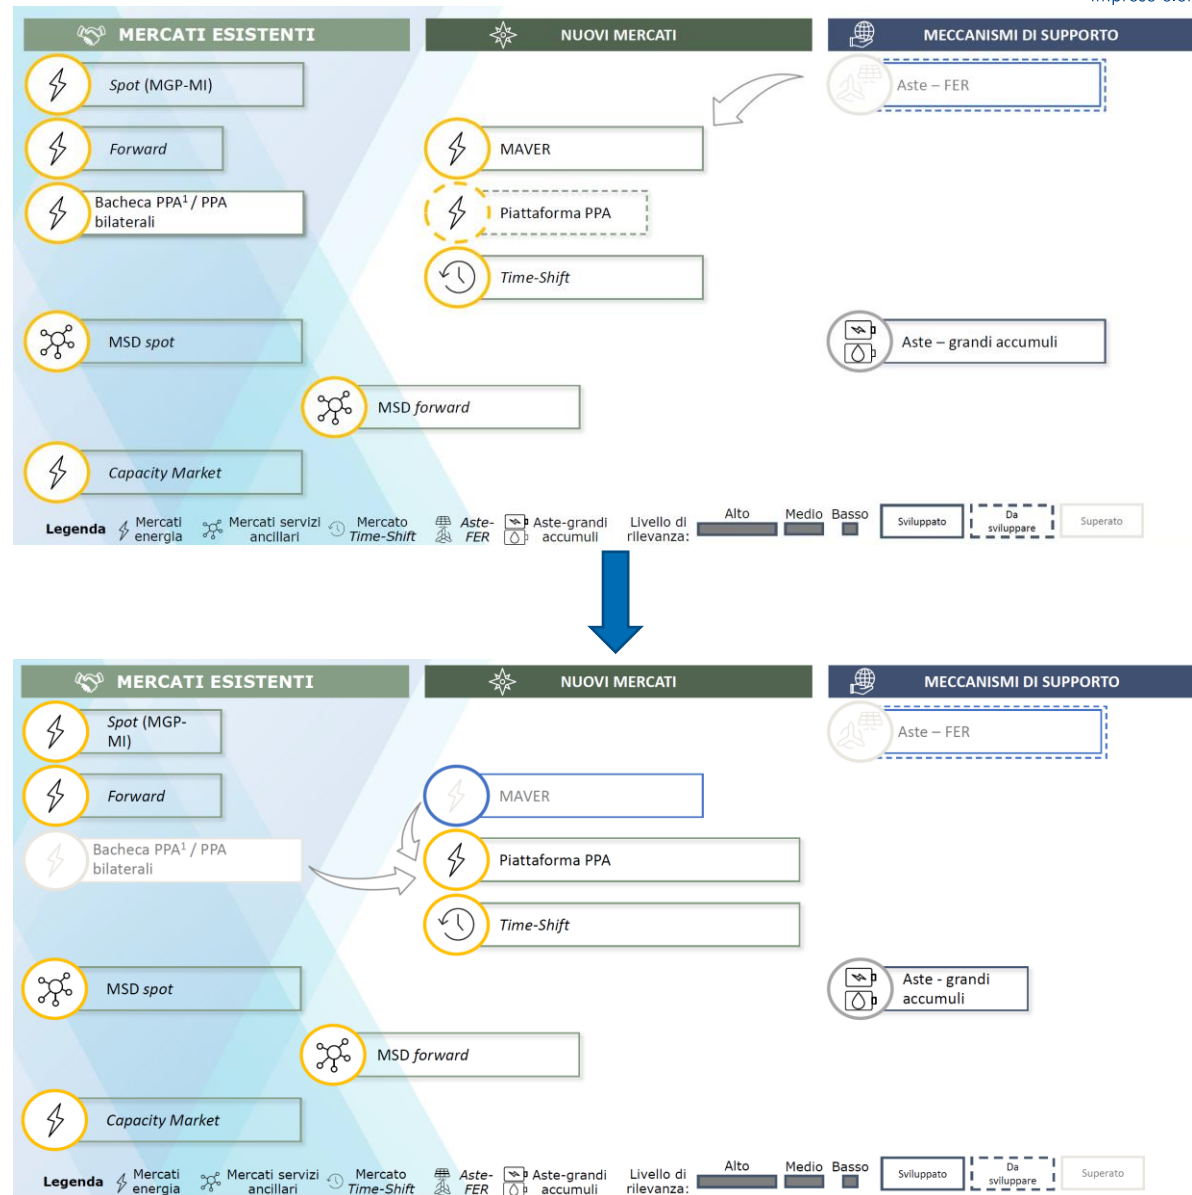 MERCATI ESISTENTI
NUOVI MERCATI
MECCANISMI DI SUPPORTO
Spot (MGP-MI)
Aste – FER
Forward
MAVER
Bacheca PPA¹ / PPA
bilaterali
Piattaforma PPA
Time-Shift
MSD spot
Aste – grandi accumuli
MSD forward
Capacity Market
Legenda
Mercati
energia
Mercati servizi
ancillari
Mercato
Time-Shift
Aste-
FER
Aste-grandi
accumuli
Livello di
rilevanza:
Alto
Medio
Basso
Sviluppato
Da
sviluppare
Superato
MERCATI ESISTENTI
NUOVI MERCATI
MECCANISMI DI SUPPORTO
Spot (MGP-
MI)
Aste – FER
Forward
MAVER
Bacheca PPA¹ / PPA
bilaterali
Piattaforma PPA
Time-Shift
MSD spot
Aste - grandi
accumuli
MSD forward
Capacity Market
Legenda
Mercati
energia
Mercati servizi
ancillari
Mercato
Time-Shift
Aste-
FER
Aste-grandi
accumuli
Livello di
rilevanza:
Alto
Medio
Basso
Sviluppato
Da
sviluppare
Superato